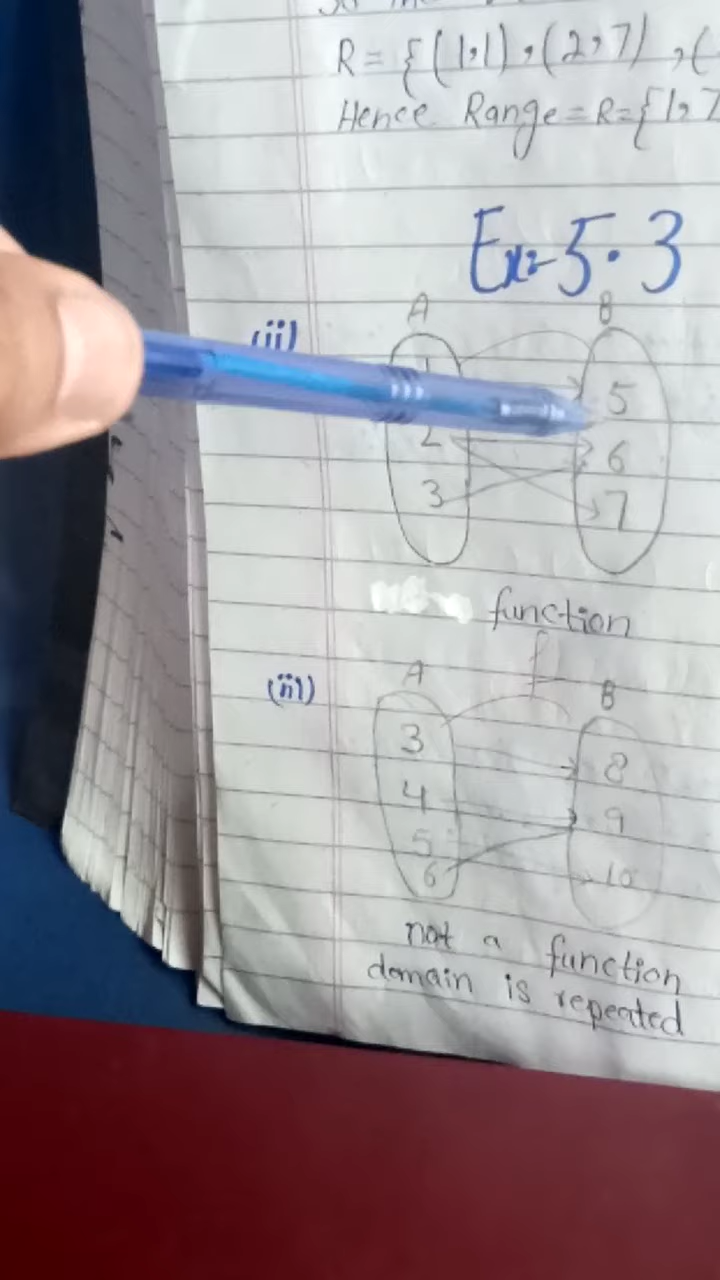 R = {(1,1), (2,7), (
Hence Range = R = {1, 7
Ex=5.3
(ii)
A B
1
5
2 6
3 7
function
f
(iii)
A B
3 8
4 9
5
6 10
not a function
domain is repeated